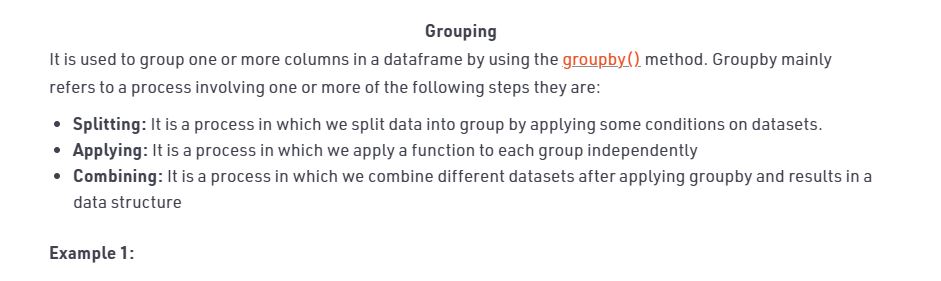 Grouping
It is used to group one or more columns in a dataframe by using the groupby() method. Groupby mainly
refers to a process involving one or more of the following steps they are:
• Splitting: It is a process in which we split data into group by applying some conditions on datasets.
• Applying: It is a process in which we apply a function to each group independently
• Combining: It is a process in which we combine different datasets after applying groupby and results in a
data structure
Example 1: